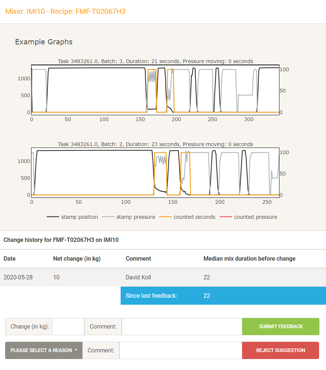 Mixer: IMI10 - Recipe: FMF-T02067H3
Example Graphs
Task 3483261.0, Batch: 3, Duration: 21 seconds, Pressure moving: 0 seconds
1000
500
0
100
50
0
0 50 100 150 200 250 300
Task 3483261.0, Batch: 2, Duration: 23 seconds, Pressure moving: 0 seconds
1000
500
0
100
50
0
0 50 100 150 200 250
stamp position stamp pressure counted seconds counted pressure
Change history for FMF-T02067H3 on IMI10
Date Net change (in kg) Comment Median mix duration before change
2020-05-28 10 David Koll 22
Since last feedback: 22
Change (in kg): Comment: SUBMIT FEEDBACK
PLEASE SELECT A REASON Comment: REJECT SUGGESTION